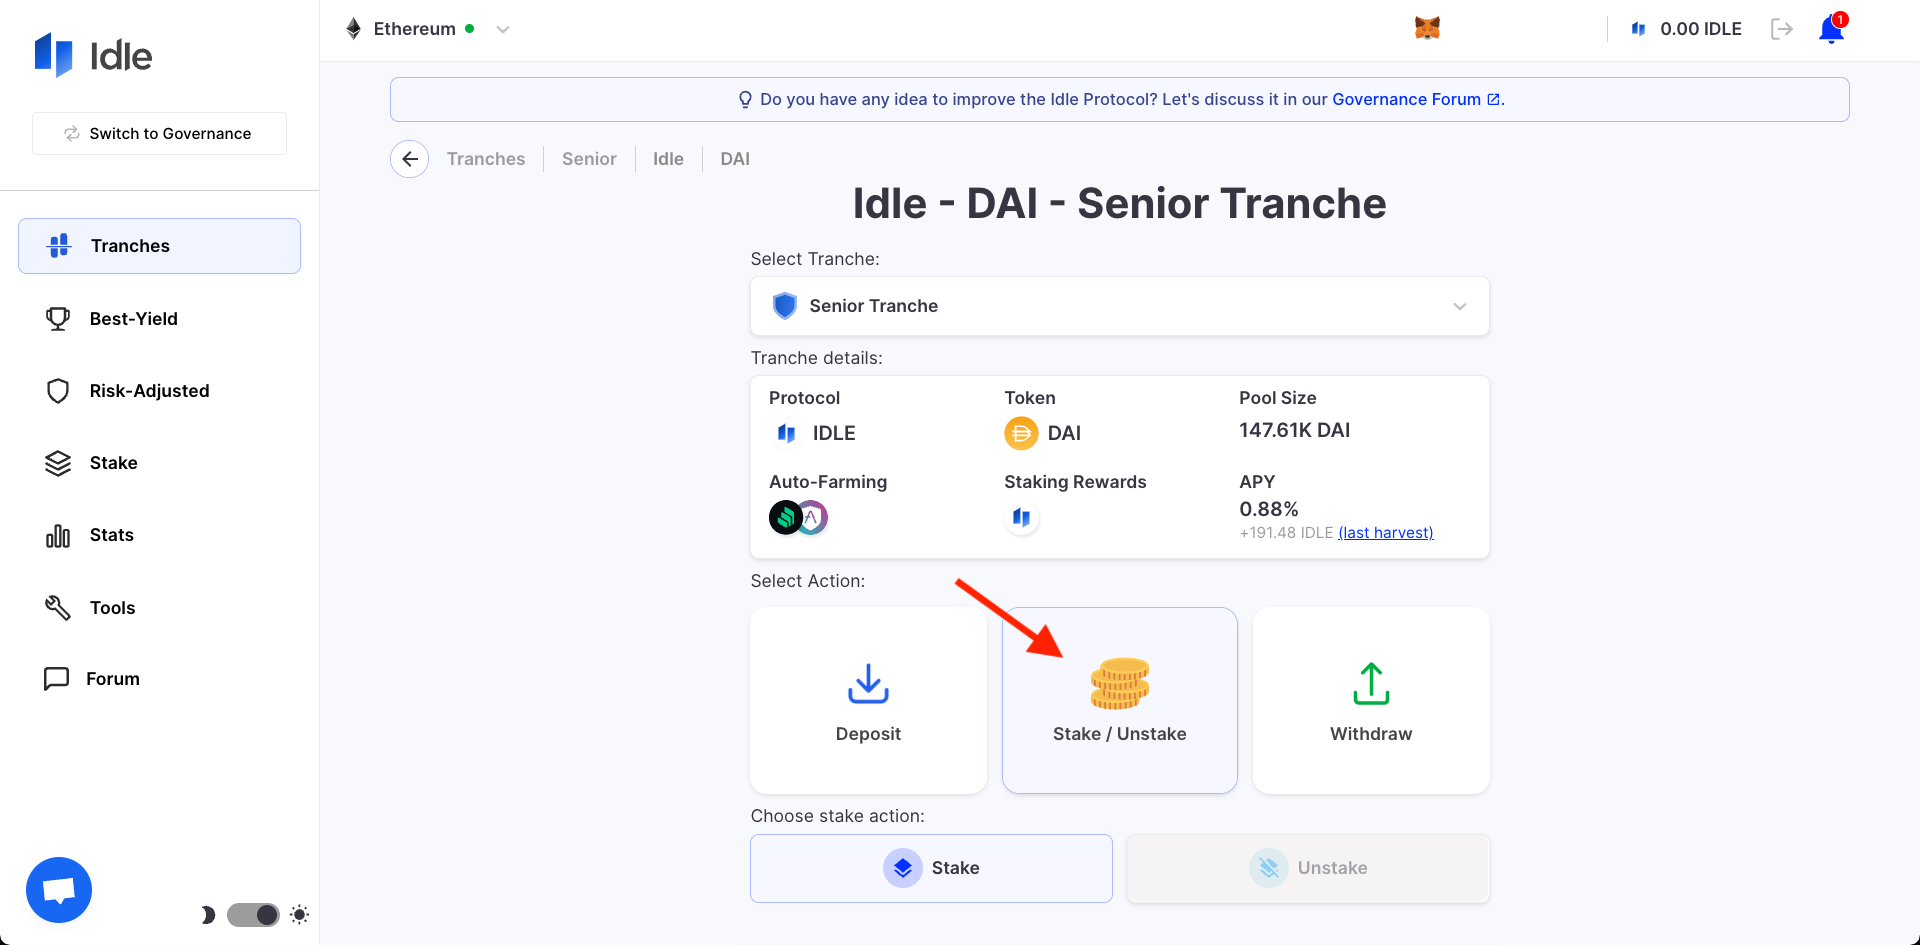 Idle
Switch to Governance
Tranches
Best-Yield
Risk-Adjusted
Stake
Stats
Tools
Forum
Ethereum
0.00 IDLE
1
Do you have any idea to improve the Idle Protocol? Let's discuss it in our Governance Forum .
Tranches Senior Idle DAI
Idle - DAI - Senior Tranche
Select Tranche:
Senior Tranche
Tranche details:
Protocol Token Pool Size
IDLE DAI 147.61K DAI
Auto-Farming Staking Rewards APY
0.88%
+191.48 IDLE (last harvest)
Select Action:
Deposit Stake / Unstake Withdraw
Choose stake action:
Stake Unstake